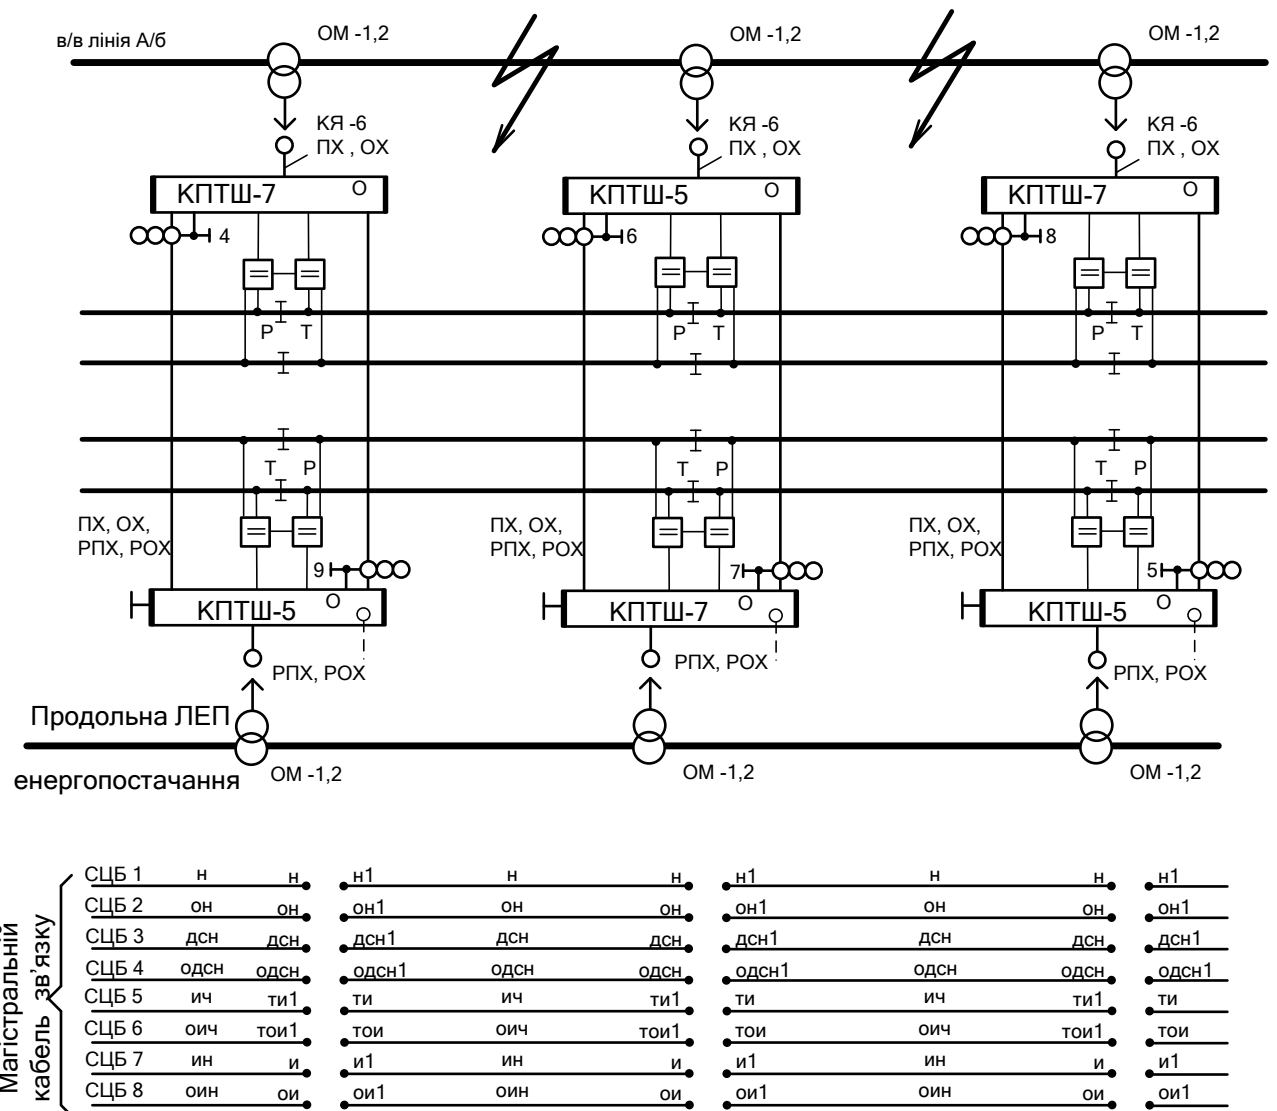 в/в лінія А/б
ОМ -1,2
ОМ -1,2
ОМ -1,2
КЯ -6
ПХ , ОХ
КЯ -6
ПХ , ОХ
КЯ -6
ПХ , ОХ
КПТШ-7 О
КПТШ-5 О
КПТШ-7 О
4
6
8
Р Т
Р Т
Р Т
Т Р
Т Р
Т Р
ПХ, ОХ,
РПХ, РОХ
ПХ, ОХ,
РПХ, РОХ
ПХ, ОХ,
РПХ, РОХ
9
7
5
КПТШ-5 О
КПТШ-7 О
КПТШ-5 О
РПХ, РОХ
РПХ, РОХ
РПХ, РОХ
Продольна ЛЕП
енергопостачання
ОМ -1,2
ОМ -1,2
ОМ -1,2
Магістральній
кабель зв'язку
СЦБ 1 н н н1 н н н1 н н н1
СЦБ 2 он он он1 он он он1 он он он1
СЦБ 3 дсн дсн дсн1 дсн дсн дсн1 дсн дсн дсн1
СЦБ 4 одсн одсн одсн1 одсн одсн одсн1 одсн одсн одсн1
СЦБ 5 ич ти1 ти ич ти1 ти ич ти1 ти
СЦБ 6 оич тои1 тои оич тои1 тои оич тои1 тои
СЦБ 7 ин и и1 ин и и1 ин и и1
СЦБ 8 оин ои ои1 оин ои ои1 оин ои ои1